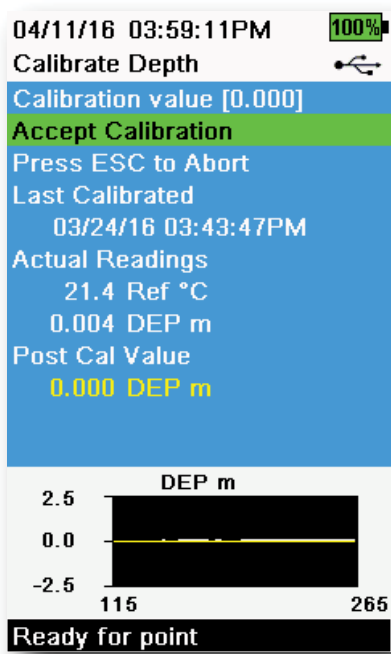 04/11/16 03:59:11PM 100%
Calibrate Depth
Calibration value [0.000]
Accept Calibration
Press ESC to Abort
Last Calibrated
03/24/16 03:43:47PM
Actual Readings
21.4 Ref °C
0.004 DEP m
Post Cal Value
0.000 DEP m
DEP m
2.5
0.0
-2.5
115 265
Ready for point